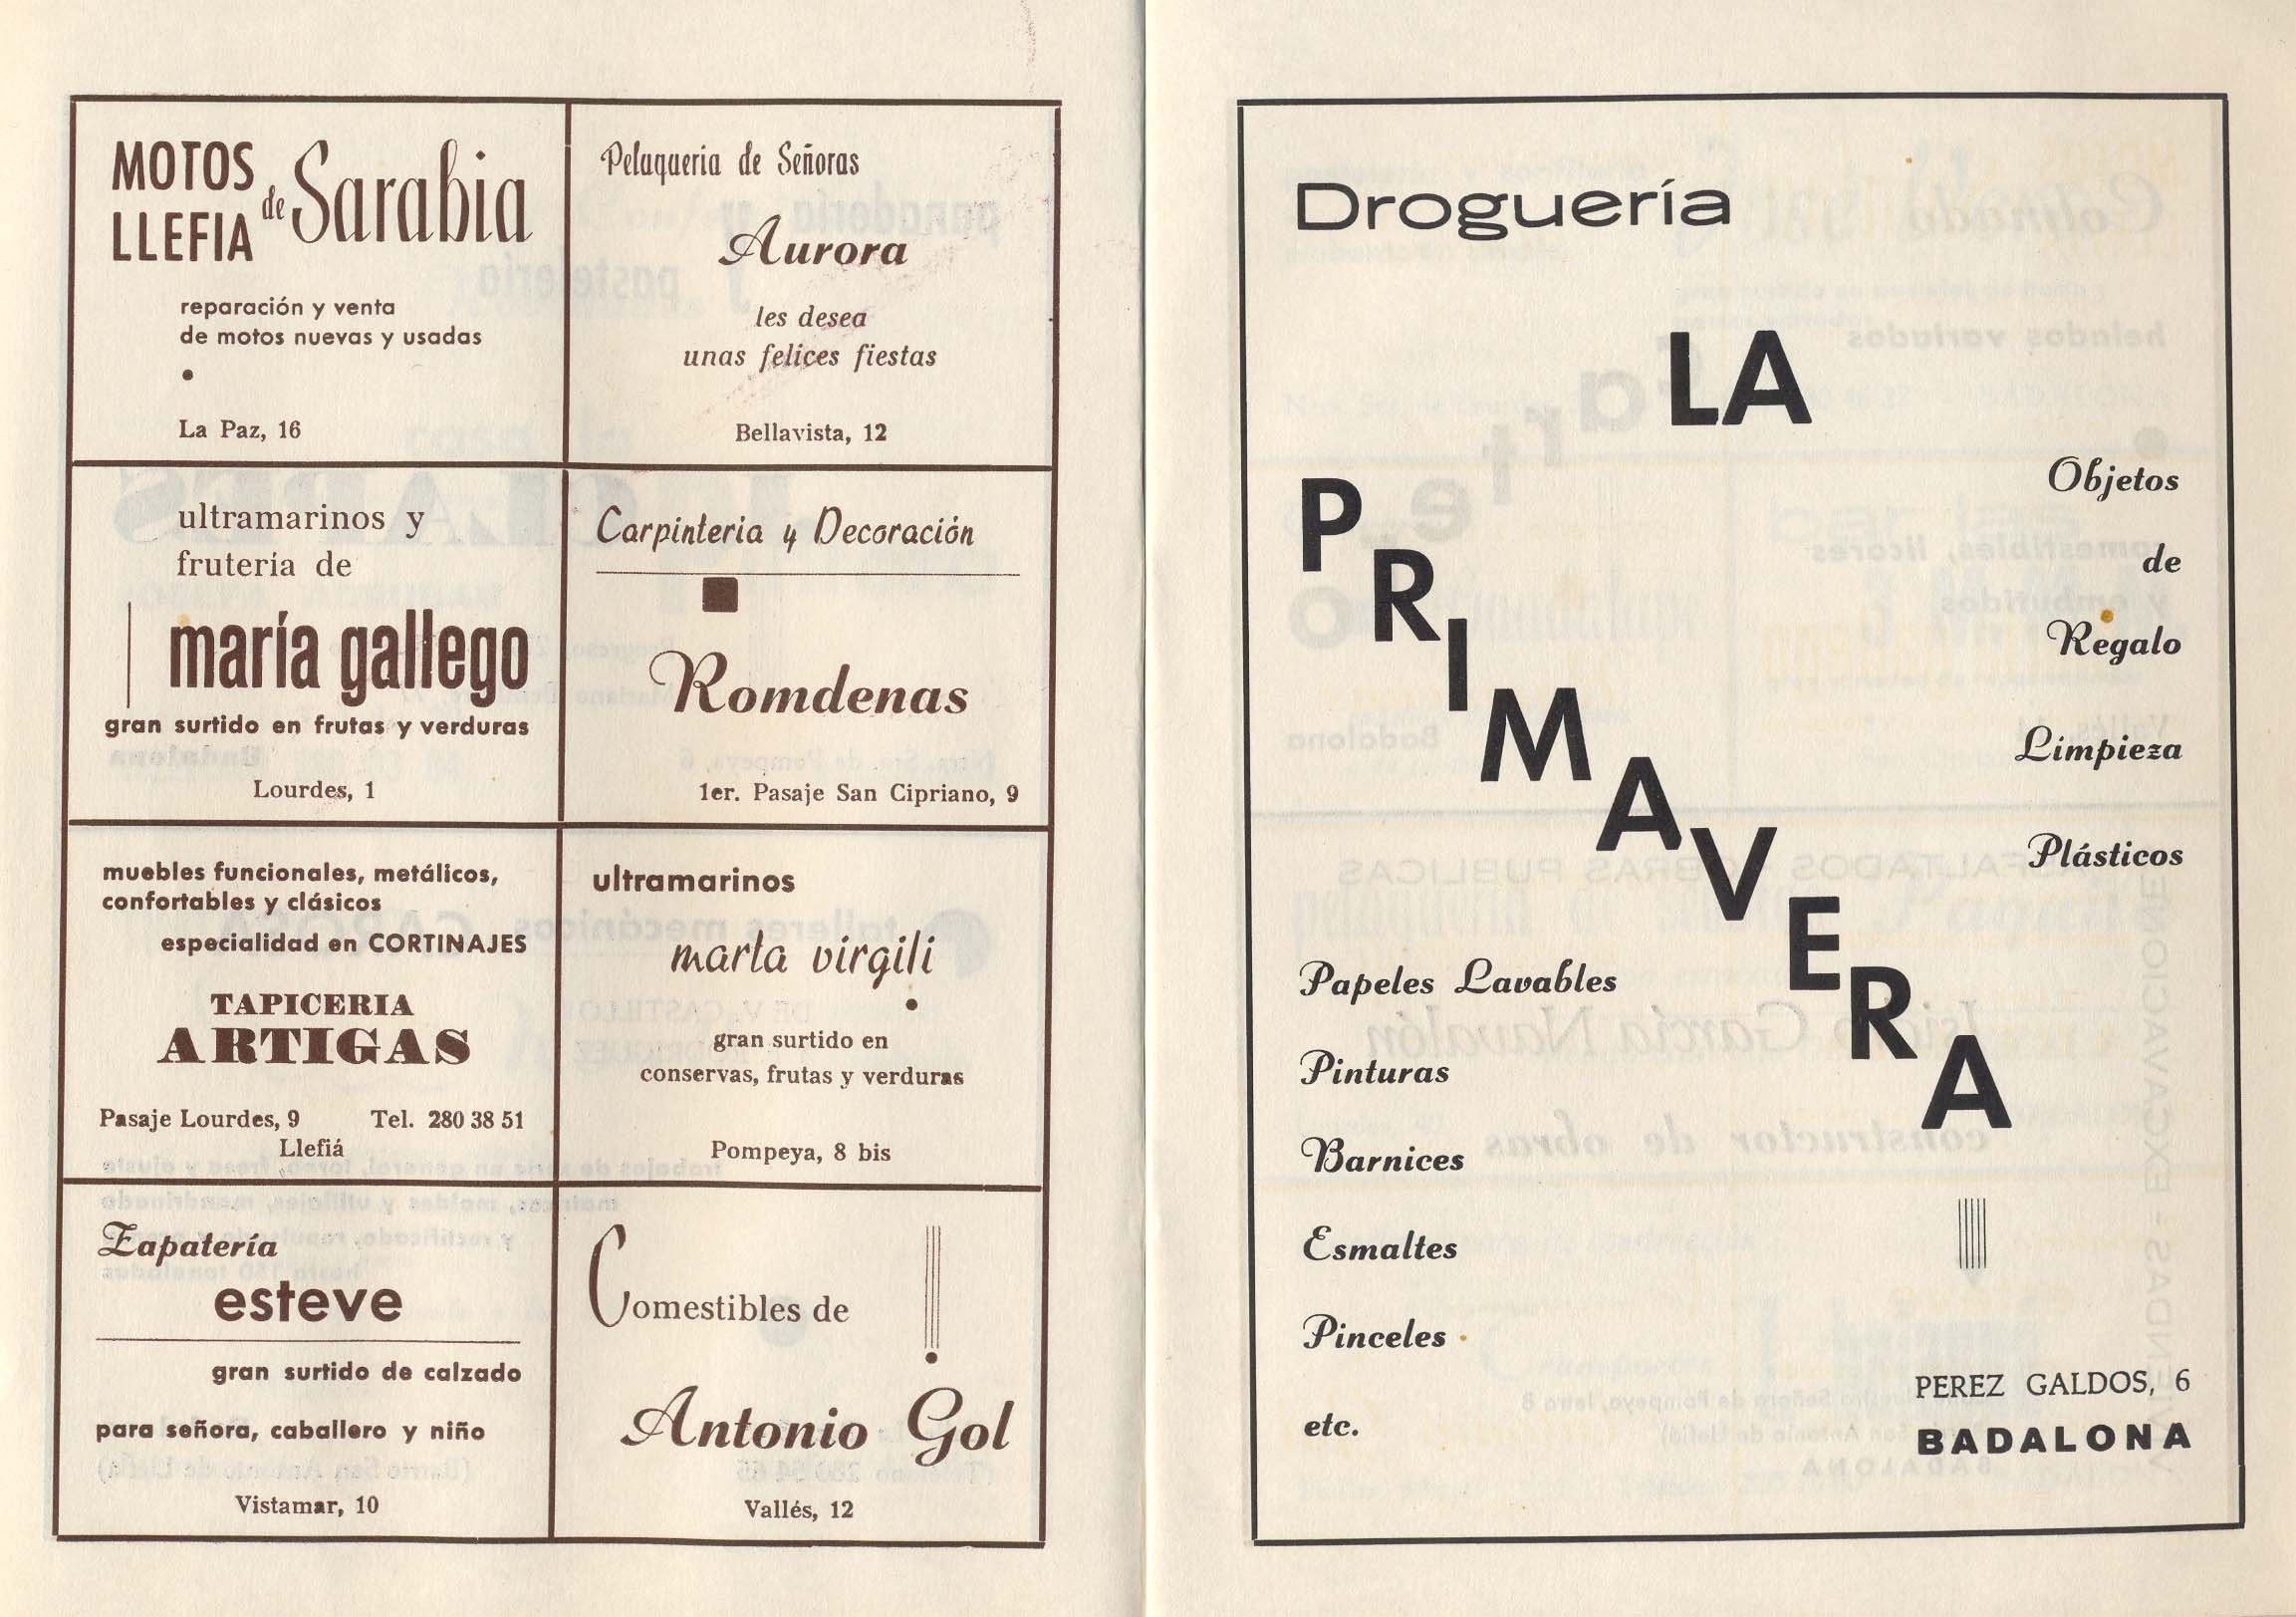 MOTOS
LLEFIA de Sarabia
reparación y venta
de motos nuevas y usadas
La Paz, 16
Peluqueria de Señoras
Aurora
les desea
unas felices fiestas
Bellavista, 12
ultramarinos y
frutería de
maría gallego
gran surtido en frutas y verduras
Lourdes, 1
Carpinteria y Decoración
Romdenas
1er. Pasaje San Cipriano, 9
muebles funcionales, metálicos,
confortables y clásicos
especialidad en CORTINAJES
TAPICERIA
ARTIGAS
Pasaje Lourdes, 9 Tel. 280 38 51
Llefiá
ultramarinos
marta virgili
gran surtido en
conservas, frutas y verduras
Pompeya, 8 bis
Zapatería
esteve
gran surtido de calzado
para señora, caballero y niño
Vistamar, 10
Comestibles de
Antonio Gol
Vallés, 12
Droguería
LA
PRIMAVERA
Objetos
de
Regalo
Limpieza
Plásticos
Papeles Lavables
Pinturas
Barnices
Esmaltes
Pinceles
etc.
PEREZ GALDOS, 6
BADALONA